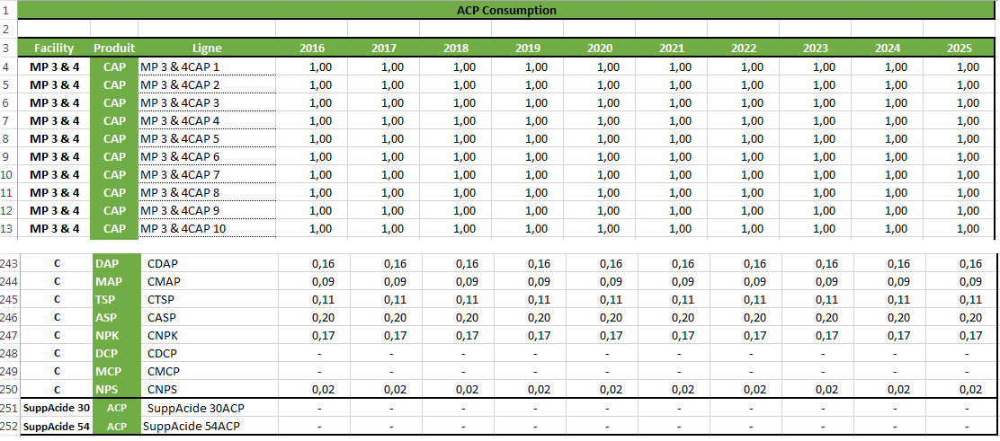 1 ACP Consumption
2
3 Facility Produit Ligne 2016 2017 2018 2019 2020 2021 2022 2023 2024 2025
4 MP 3 & 4 CAP MP 3 & 4CAP 1 1,00 1,00 1,00 1,00 1,00 1,00 1,00 1,00 1,00 1,00
5 MP 3 & 4 CAP MP 3 & 4CAP 2 1,00 1,00 1,00 1,00 1,00 1,00 1,00 1,00 1,00 1,00
6 MP 3 & 4 CAP MP 3 & 4CAP 3 1,00 1,00 1,00 1,00 1,00 1,00 1,00 1,00 1,00 1,00
7 MP 3 & 4 CAP MP 3 & 4CAP 4 1,00 1,00 1,00 1,00 1,00 1,00 1,00 1,00 1,00 1,00
8 MP 3 & 4 CAP MP 3 & 4CAP 5 1,00 1,00 1,00 1,00 1,00 1,00 1,00 1,00 1,00 1,00
9 MP 3 & 4 CAP MP 3 & 4CAP 6 1,00 1,00 1,00 1,00 1,00 1,00 1,00 1,00 1,00 1,00
10 MP 3 & 4 CAP MP 3 & 4CAP 7 1,00 1,00 1,00 1,00 1,00 1,00 1,00 1,00 1,00 1,00
11 MP 3 & 4 CAP MP 3 & 4CAP 8 1,00 1,00 1,00 1,00 1,00 1,00 1,00 1,00 1,00 1,00
12 MP 3 & 4 CAP MP 3 & 4CAP 9 1,00 1,00 1,00 1,00 1,00 1,00 1,00 1,00 1,00 1,00
13 MP 3 & 4 CAP MP 3 & 4CAP 10 1,00 1,00 1,00 1,00 1,00 1,00 1,00 1,00 1,00 1,00
243 C DAP CDAP 0,16 0,16 0,16 0,16 0,16 0,16 0,16 0,16 0,16 0,16
244 C MAP CMAP 0,09 0,09 0,09 0,09 0,09 0,09 0,09 0,09 0,09 0,09
245 C TSP CTSP 0,11 0,11 0,11 0,11 0,11 0,11 0,11 0,11 0,11 0,11
246 C ASP CASP 0,20 0,20 0,20 0,20 0,20 0,20 0,20 0,20 0,20 0,20
247 C NPK CNPK 0,17 0,17 0,17 0,17 0,17 0,17 0,17 0,17 0,17 0,17
248 C DCP CDCP - - - - - - - - - -
249 C MCP CMCP - - - - - - - - - -
250 C NPS CNPS 0,02 0,02 0,02 0,02 0,02 0,02 0,02 0,02 0,02 0,02
251 SuppAcide 30 ACP SuppAcide 30ACP - - - - - - - - - -
252 SuppAcide 54 ACP SuppAcide 54ACP - - - - - - - - - -